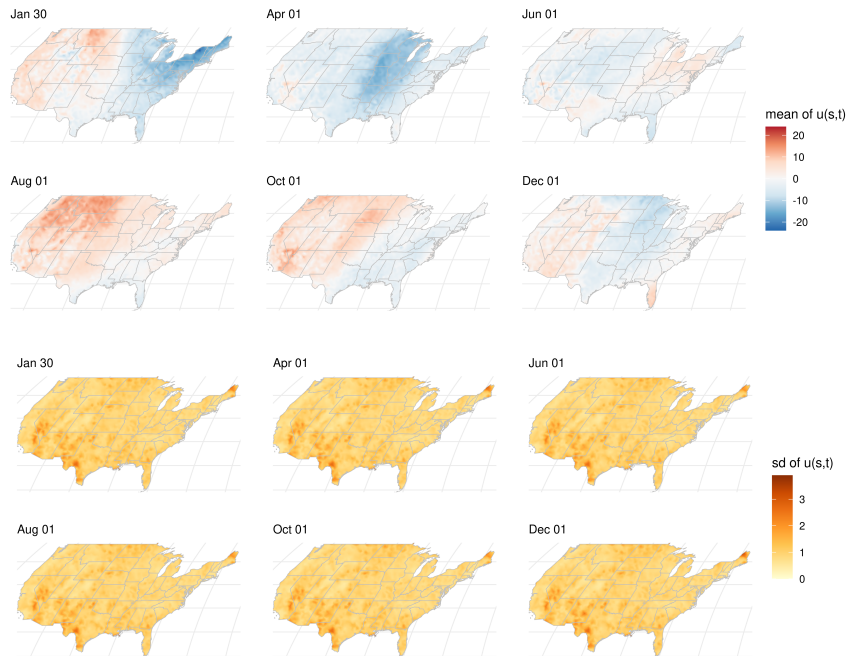 Jan 30
Apr 01
Jun 01
mean of u(s,t)
20
10
0
-10
-20
Aug 01
Oct 01
Dec 01
Jan 30
Apr 01
Jun 01
sd of u(s,t)
3
2
1
0
Aug 01
Oct 01
Dec 01